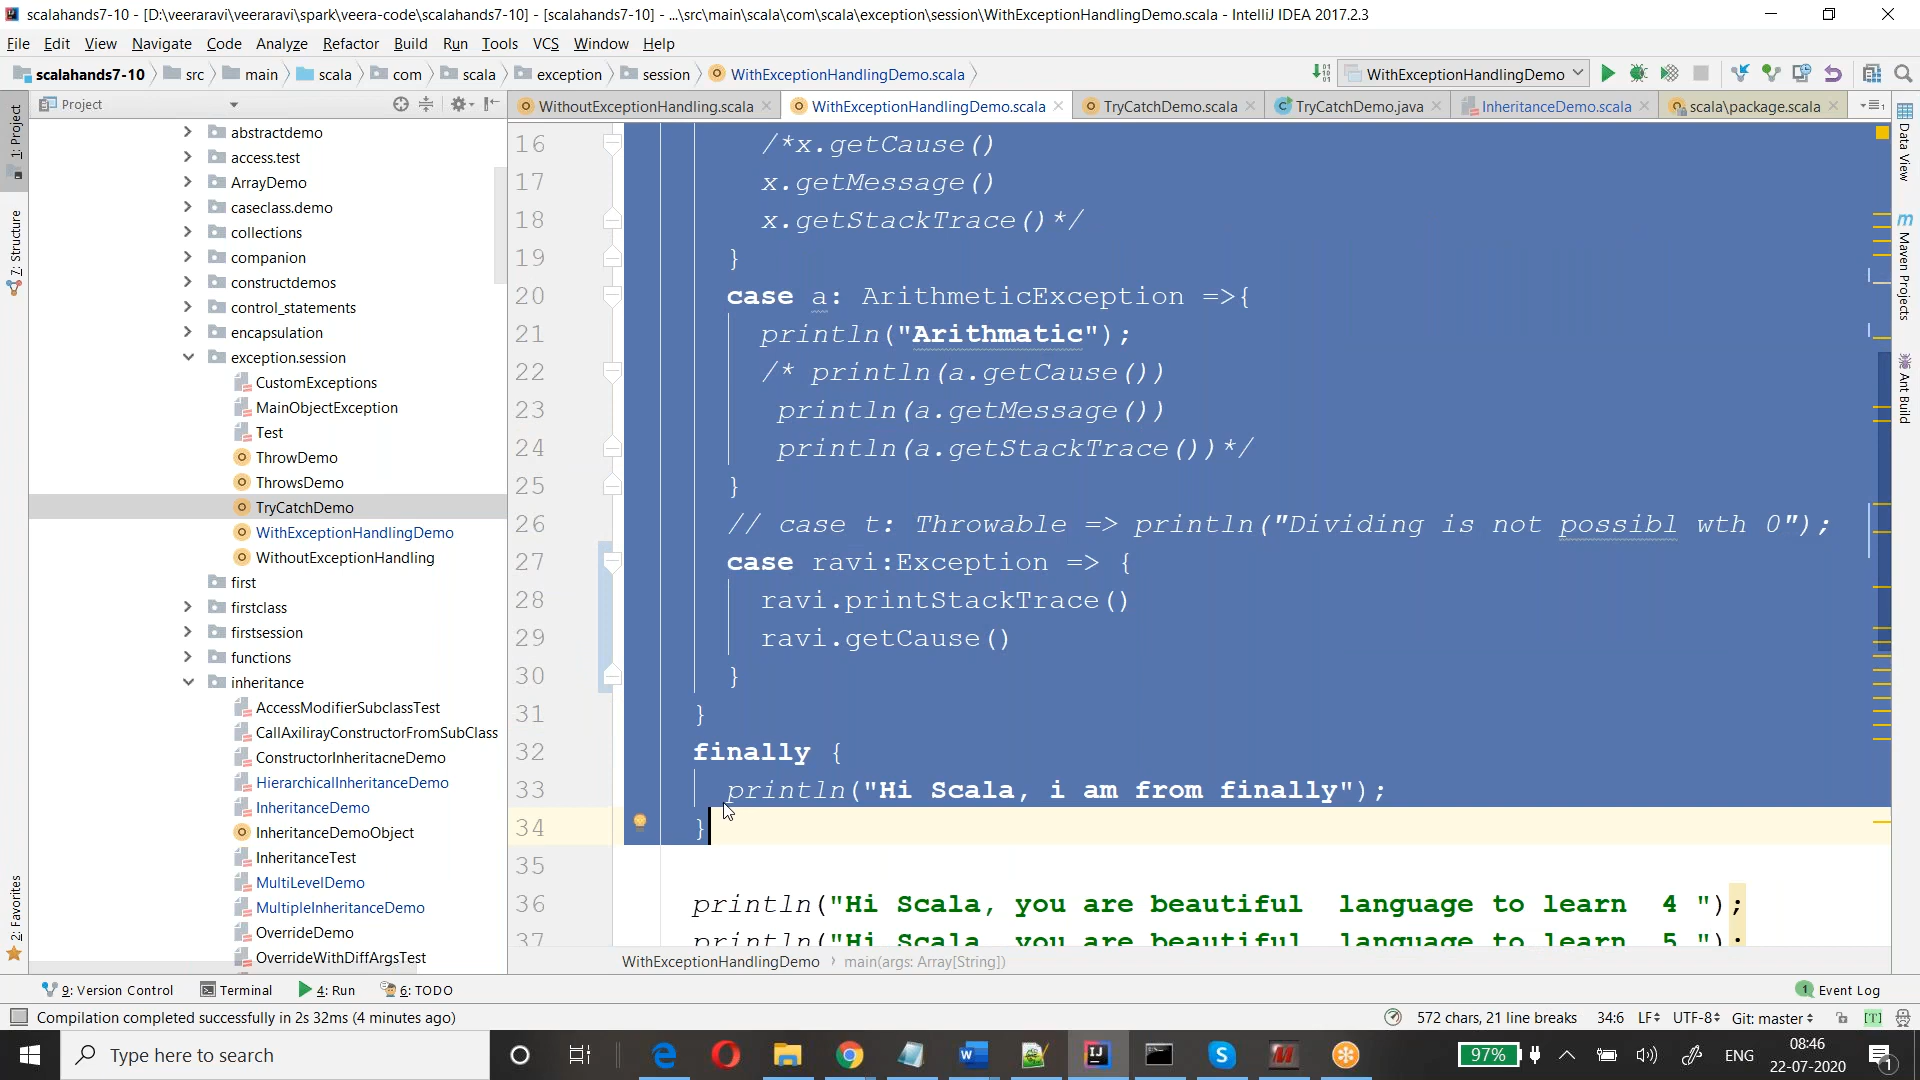 scalahands7-10 - [D:\veeraravi\veeraravi\spark\veera-code\scalahands7-10] - [scalahands7-10] - ...\src\main\scala\com\scala\exception\session\WithExceptionHandlingDemo.scala - IntelliJ IDEA 2017.2.3
File Edit View Navigate Code Analyze Refactor Build Run Tools VCS Window Help
scalahands7-10 src main scala com scala exception session WithExceptionHandlingDemo.scala WithExceptionHandlingDemo
Project WithoutExceptionHandling.scala WithExceptionHandlingDemo.scala TryCatchDemo.scala TryCatchDemo.java InheritanceDemo.scala scala\package.scala
1: Project
7: Structure
2: Favorites
abstractdemo
access.test
ArrayDemo
caseclass.demo
collections
companion
constructdemos
control_statements
encapsulation
exception.session
CustomExceptions
MainObjectException
Test
ThrowDemo
ThrowsDemo
TryCatchDemo
WithExceptionHandlingDemo
WithoutExceptionHandling
first
firstclass
firstsession
functions
inheritance
AccessModifierSubclassTest
CallAxilirayConstructorFromSubClass
ConstructorInheritacneDemo
HierarchicalInheritanceDemo
InheritanceDemo
InheritanceDemoObject
InheritanceTest
MultiLevelDemo
MultipleInheritanceDemo
OverrideDemo
OverrideWithDiffArgsTest
16 /*x.getCause()
17 x.getMessage()
18 x.getStackTrace()*/
19 }
20 case a: ArithmeticException =>{
21 println("Arithmatic");
22 /* println(a.getCause())
23 println(a.getMessage())
24 println(a.getStackTrace())*/
25 }
26 // case t: Throwable => println("Dividing is not possibl wth 0");
27 case ravi:Exception => {
28 ravi.printStackTrace()
29 ravi.getCause()
30 }
31 }
32 finally {
33 println("Hi Scala, i am from finally");
34 }
35
36 println("Hi Scala, you are beautiful  language to learn  4 ");
37 println("Hi Scala, you are beautiful  language to learn  5 ");
Data View
Maven Projects
Ant Build
WithExceptionHandlingDemo main(args: Array[String])
9: Version Control Terminal 4: Run 6: TODO 1 Event Log
Compilation completed successfully in 2s 32ms (4 minutes ago) 572 chars, 21 line breaks 34:6 LF UTF-8 Git: master [T]
Type here to search 97% ENG 08:46
22-07-2020 1